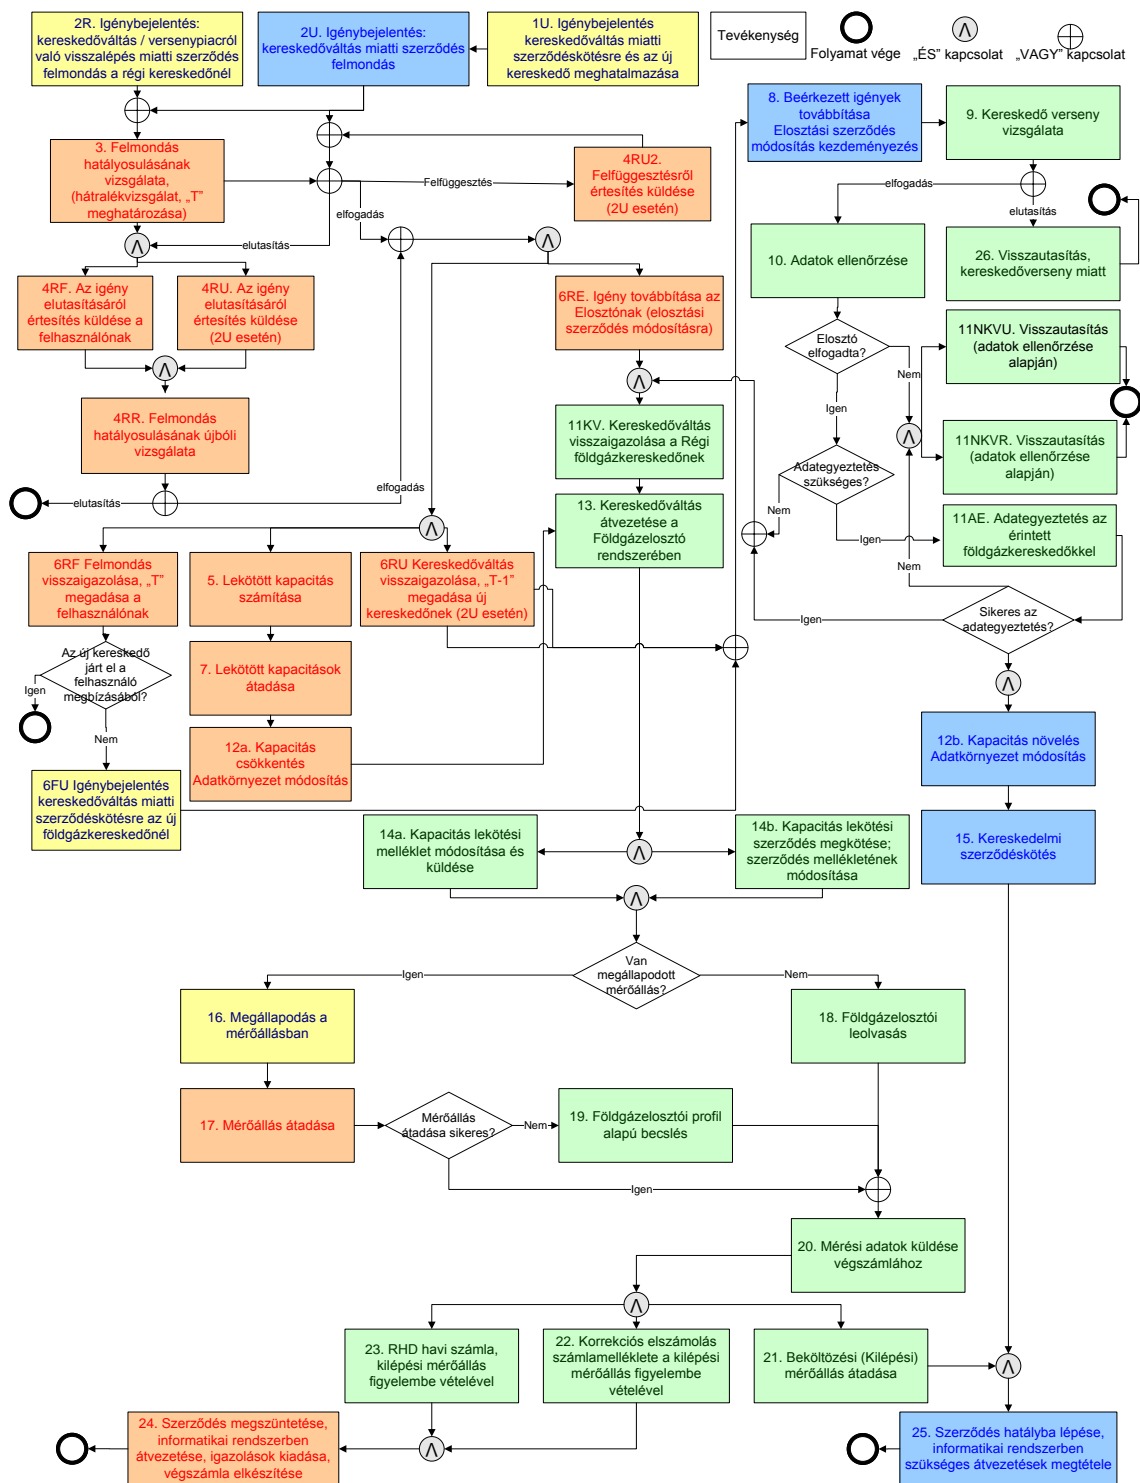 2R. Igénybejelentés:
kereskedőváltás / versenypiacról
való visszalépés miatti szerződés
felmondás a régi kereskedőnél
2U. Igénybejelentés:
kereskedőváltás miatti szerződés
felmondás
1U. Igénybejelentés
kereskedőváltás miatti
szerződéskötésre és az új
kereskedő meghatalmazása
Tevékenység
Folyamat vége
„ÉS” kapcsolat
„VAGY” kapcsolat
3. Felmondás
hatályosulásának
vizsgálata,
(hátralékvizsgálat, „T”
meghatározása)
Felfüggesztés
4RU2.
Felfüggesztésről
értesítés küldése
(2U esetén)
8. Beérkezett igények
továbbítása
Elosztási szerződés
módosítás kezdeményezés
9. Kereskedő verseny
vizsgálata
elfogadás
elutasítás
elfogadás
elutasítás
26. Visszautasítás,
kereskedőverseny miatt
10. Adatok ellenőrzése
4RF. Az igény
elutasításáról
értesítés küldése a
felhasználónak
4RU. Az igény
elutasításáról
értesítés küldése
(2U esetén)
6RE. Igény továbbítása az
Elosztónak (elosztási
szerződés módosításra)
Elosztó
elfogadta?
Nem
Igen
11NKVU. Visszautasítás
(adatok ellenőrzése
alapján)
4RR. Felmondás
hatályosulásának újbóli
vizsgálata
11KV. Kereskedőváltás
visszaigazolása a Régi
földgázkereskedőnek
11NKVR. Visszautasítás
(adatok ellenőrzése
alapján)
Adategyeztetés
szükséges?
elutasítás
elfogadás
13. Kereskedőváltás
átvezetése a
Földgázelosztó
rendszerében
Nem
Igen
Nem
11AE. Adategyeztetés az
érintett
földgázkereskedőkkel
6RF Felmondás
visszaigazolása, „T”
megadása a
felhasználónak
5. Lekötött kapacitás
számítása
6RU Kereskedőváltás
visszaigazolása, „T-1”
megadása új
kereskedőnek (2U esetén)
Igen
Sikeres az
adategyeztetés?
Az új kereskedő
járt el a
felhasználó
megbízásából?
Igen
Nem
7. Lekötött kapacitások
átadása
12a. Kapacitás
csökkentés
Adatkörnyezet módosítás
12b. Kapacitás növelés
Adatkörnyezet módosítás
6FU Igénybejelentés
kereskedőváltás miatti
szerződéskötésre az új
földgázkereskedőnél
14a. Kapacitás lekötési
melléklet módosítása és
küldése
14b. Kapacitás lekötési
szerződés megkötése;
szerződés mellékletének
módosítása
15. Kereskedelmi
szerződéskötés
Van
megállapodott
mérőállás?
Igen
Nem
16. Megállapodás a
mérőállásban
18. Földgázelosztói
leolvasás
17. Mérőállás átadása
Mérőállás
átadása sikeres?
Nem
19. Földgázelosztói profil
alapú becslés
Igen
20. Mérési adatok küldése
végszámlához
23. RHD havi számla,
kilépési mérőállás
figyelembe vételével
22. Korrekciós elszámolás
számlamelléklete a kilépési
mérőállás figyelembe
vételével
21. Beköltözési (Kilépési)
mérőállás átadása
24. Szerződés megszüntetése,
informatikai rendszerben
átvezetése, igazolások kiadása,
végszámla elkészítése
25. Szerződés hatályba lépése,
informatikai rendszerben
szükséges átvezetések megtétele